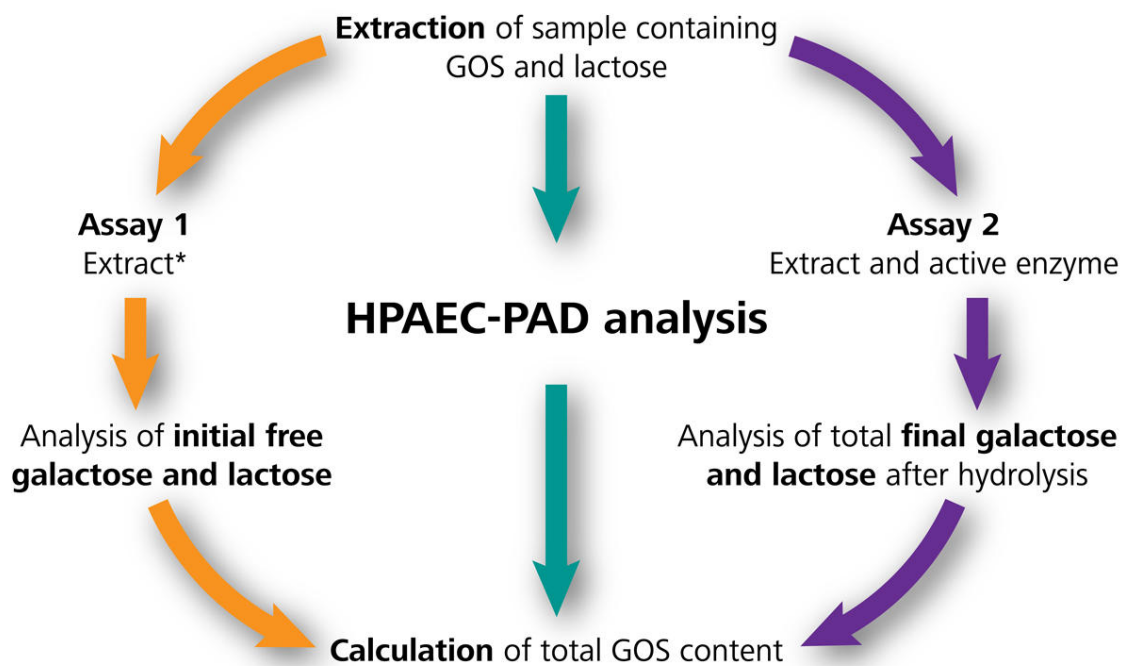 Extraction of sample containing
GOS and lactose
Assay 1
Extract*
Assay 2
Extract and active enzyme
HPAEC-PAD analysis
Analysis of initial free
galactose and lactose
Analysis of total final galactose
and lactose after hydrolysis
Calculation of total GOS content